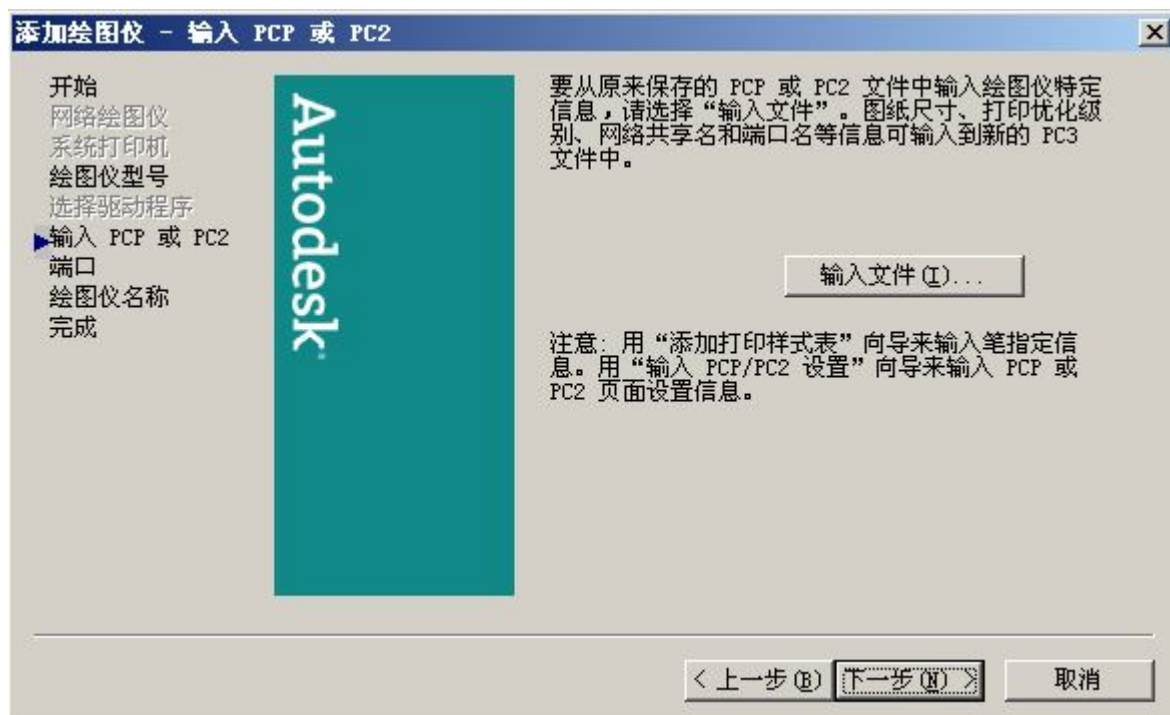 添加绘图仪 - 输入 PCP 或 PC2
开始
网络绘图仪
系统打印机
绘图仪型号
选择驱动程序
输入 PCP 或 PC2
端口
绘图仪名称
完成
Autodesk
要从原来保存的 PCP 或 PC2 文件中输入绘图仪特定
信息，请选择“输入文件”。图纸尺寸、打印优化级
别、网络共享名和端口名等信息可输入到新的 PC3
文件中。
输入文件(I)...
注意: 用“添加打印样式表”向导来输入笔指定信
息。用“输入 PCP/PC2 设置”向导来输入 PCP 或
PC2 页面设置信息。
< 上一步(B)
下一步(N) >
取消